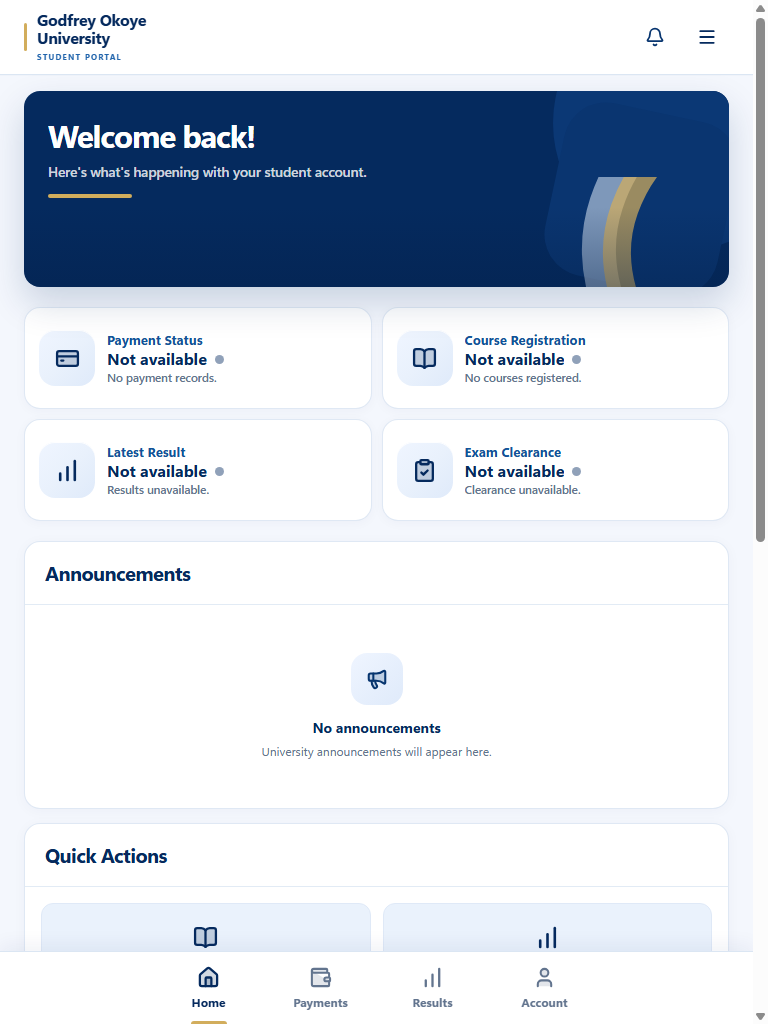 Godfrey Okoye
University
STUDENT PORTAL
Welcome back!
Here's what's happening with your student account.
Payment Status
Not available
No payment records.
Course Registration
Not available
No courses registered.
Latest Result
Not available
Results unavailable.
Exam Clearance
Not available
Clearance unavailable.
Announcements
No announcements
University announcements will appear here.
Quick Actions
Home
Payments
Results
Account